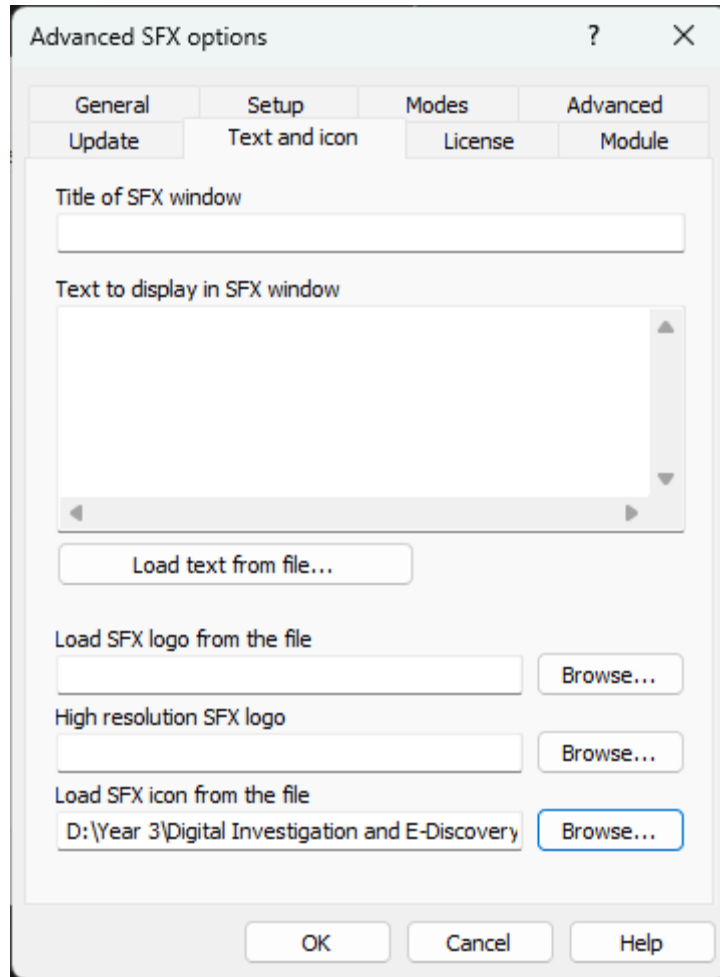 Advanced SFX options
?
General Setup Modes Advanced
Update Text and icon License Module
Title of SFX window
Text to display in SFX window
Load text from file...
Load SFX logo from the file
Browse...
High resolution SFX logo
Browse...
Load SFX icon from the file
D:\Year 3\Digital Investigation and E-Discovery Browse...
OK Cancel Help